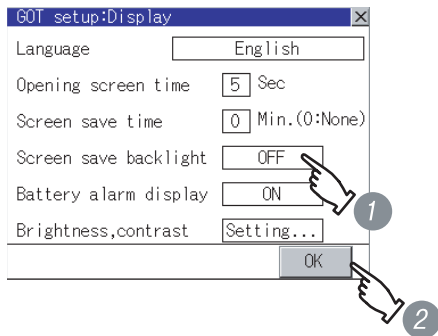 GOT setup:Display
Language English
Opening screen time 5 Sec
Screen save time 0 Min.(0:None)
Screen save backlight OFF
Battery alarm display ON
1
Brightness,contrast Setting...
OK
2